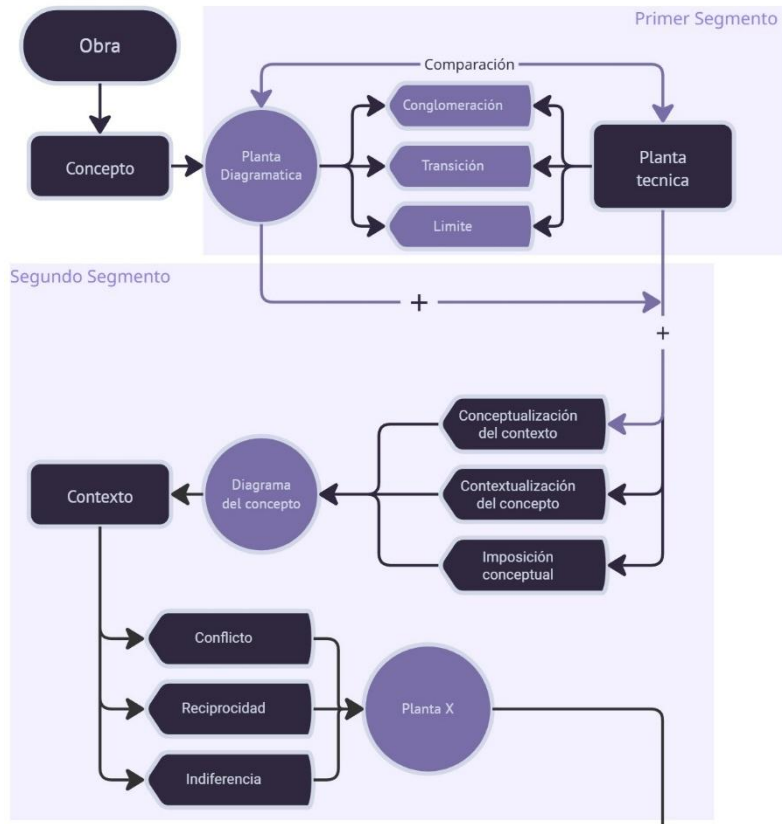 Primer Segmento
Obra
Comparación
Conglomeración
Concepto
Planta
Diagramatica
Transición
Planta
tecnica
Limite
Segundo Segmento
+
+
Conceptualización
del contexto
Contexto
Diagrama
del concepto
Contextualización
del concepto
Imposición
conceptual
Conflicto
Reciprocidad
Planta X
Indiferencia